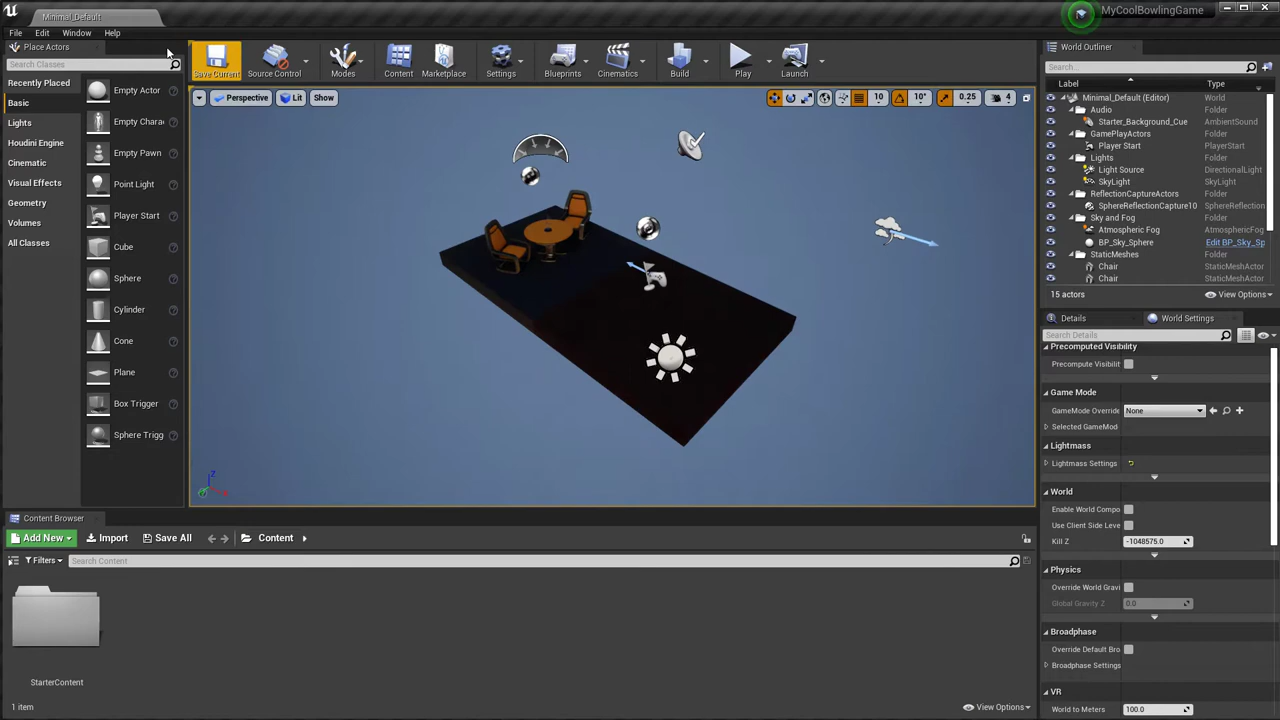 Minimal_Default
MyCoolBowlingGame
File Edit Window Help
Place Actors
Search Classes
Recently Placed
Basic
Lights
Houdini Engine
Cinematic
Visual Effects
Geometry
Volumes
All Classes
Empty Actor
Empty Chara
Empty Pawn
Point Light
Player Start
Cube
Sphere
Cylinder
Cone
Plane
Box Trigger
Sphere Trigg
Save Current
Source Control
Modes
Content
Marketplace
Settings
Blueprints
Cinematics
Build
Play
Launch
Perspective
Lit
Show
10
10°
0.25
4
Z
World Outliner
Search...
Label Type
Minimal_Default (Editor) World
Audio Folder
Starter_Background_Cue AmbientSound
GamePlayActors Folder
Player Start PlayerStart
Lights Folder
Light Source DirectionalLight
SkyLight SkyLight
ReflectionCaptureActors Folder
SphereReflectionCapture10 SphereReflection
Sky and Fog Folder
Atmospheric Fog AtmosphericFog
BP_Sky_Sphere Edit BP_Sky_Sp
StaticMeshes Folder
Chair StaticMeshActor
Chair StaticMeshActor
15 actors View Options
Details World Settings
Search Details
Precomputed Visibility
Precompute Visibilit
Game Mode
GameMode Override None
Selected GameMod
Lightmass
Lightmass Settings
World
Enable World Compo
Use Client Side Leve
Kill Z -1048575.0
Physics
Override World Gravi
Global Gravity Z 0.0
Broadphase
Override Default Bro
Broadphase Settings
VR
World to Meters 100.0
Content Browser
Add New Import Save All Content
Filters Search Content
StarterContent
1 item View Options